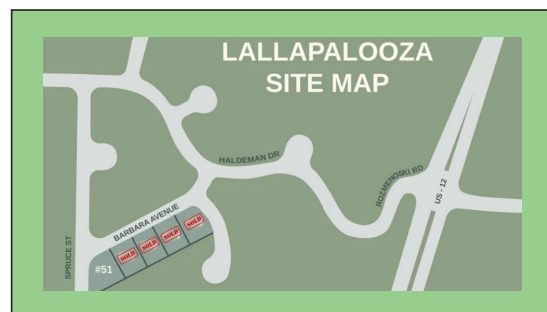 LALLAPALOOZA
SITE MAP
HALDEMAN DR
ROZMENOSKI RD
US - 12
BARBARA AVENUE
SOLD
SOLD
SOLD
SOLD
#51
SPRUCE ST